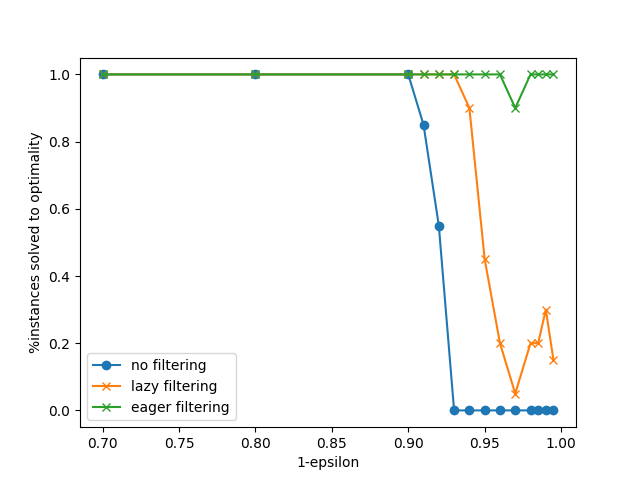 1.0
0.8
0.6
0.4
0.2
0.0
%instances solved to optimality
no filtering
lazy filtering
eager filtering
0.70 0.75 0.80 0.85 0.90 0.95 1.00
1-epsilon